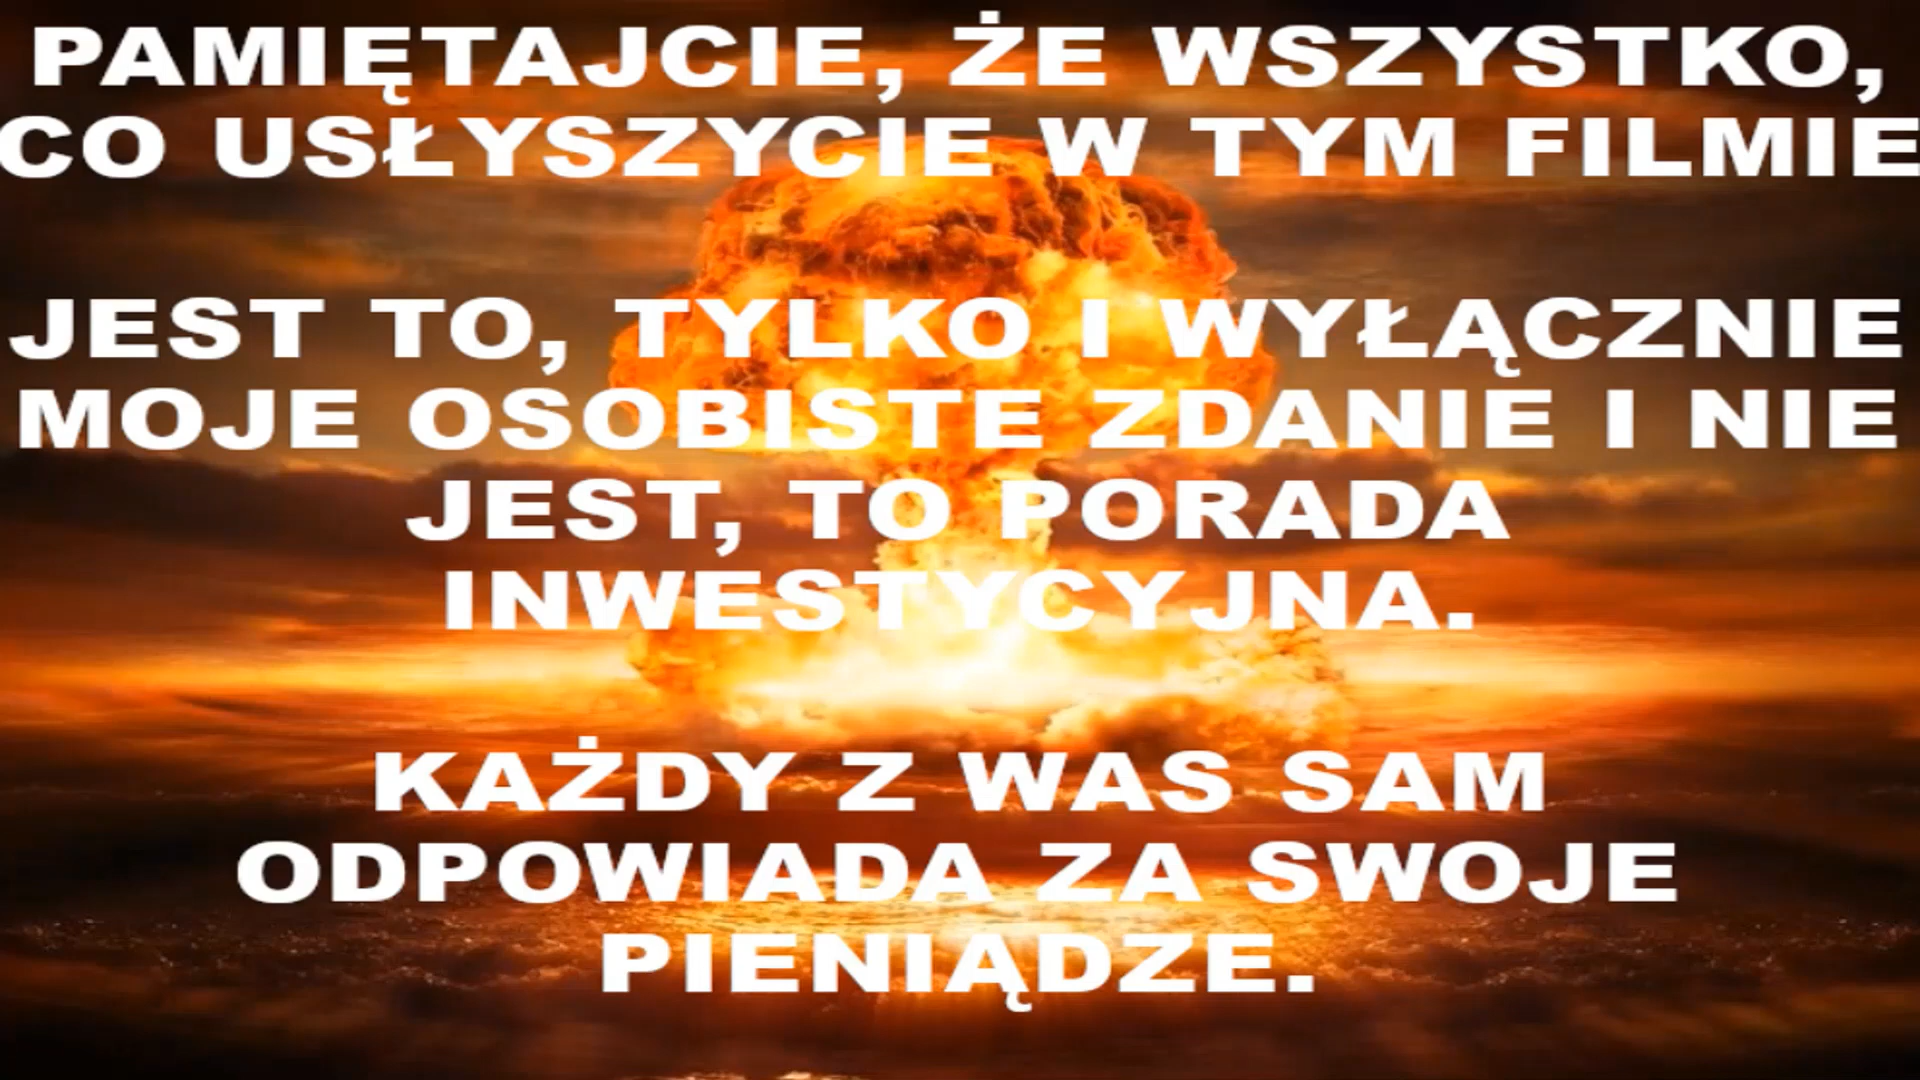 PAMIĘTAJCIE, ŻE WSZYSTKO,
CO USŁYSZYCIE W TYM FILMIE
JEST TO, TYLKO I WYŁĄCZNIE
MOJE OSOBISTE ZDANIE I NIE
JEST, TO PORADA
INWESTYCYJNA.
KAŻDY Z WAS SAM
ODPOWIADA ZA SWOJE
PIENIĄDZE.